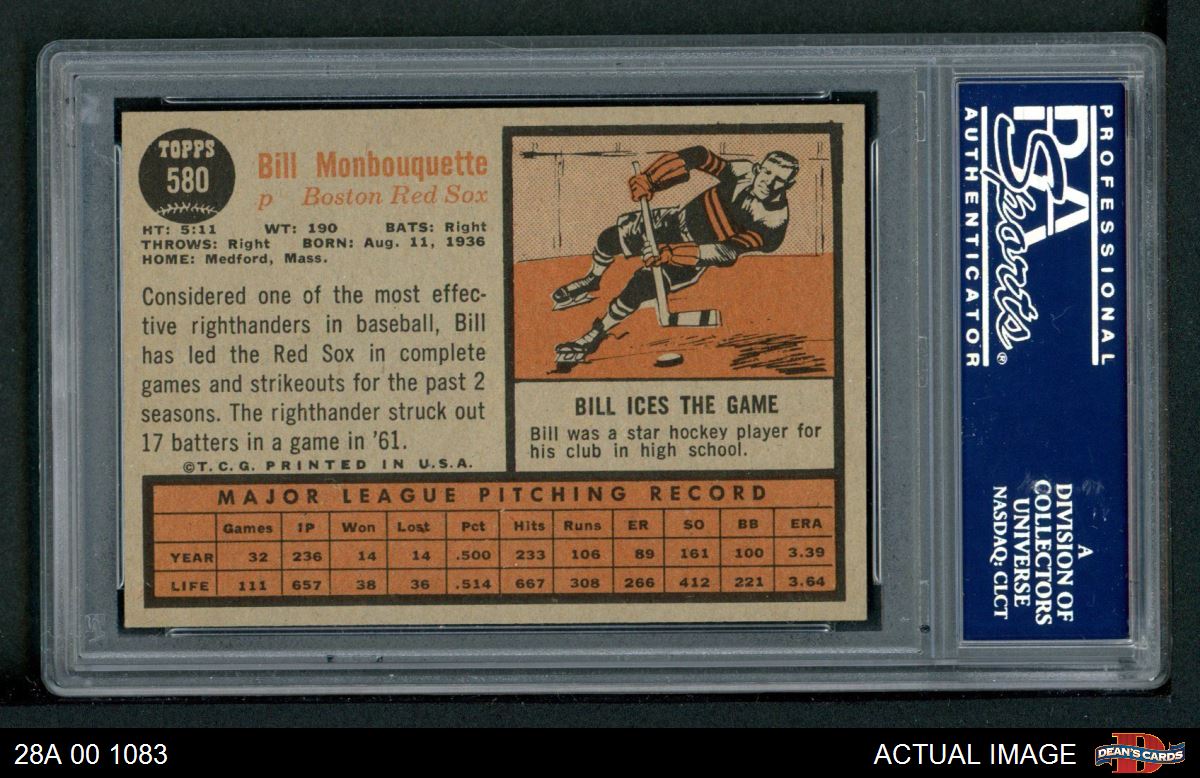 TOPPS
580
Bill Monbouquette
p Boston Red Sox
HT: 5:11 WT: 190 BATS: Right
THROWS: Right BORN: Aug. 11, 1936
HOME: Medford, Mass.
Considered one of the most effec-
tive righthanders in baseball, Bill
has led the Red Sox in complete
games and strikeouts for the past 2
seasons. The righthander struck out
17 batters in a game in '61.
©T.C.G. PRINTED IN U.S.A.
BILL ICES THE GAME
Bill was a star hockey player for
his club in high school.
MAJOR LEAGUE PITCHING RECORD
Games IP Won Lost Pct Hits Runs ER SO BB ERA
YEAR 32 236 14 14 .500 233 106 89 161 100 3.39
LIFE 111 657 38 36 .514 667 308 266 412 221 3.64
PROFESSIONAL
PSA
Sports®
AUTHENTICATOR
A
DIVISION OF
COLLECTORS
UNIVERSE
NASDAQ: CLCT
28A 00 1083
ACTUAL IMAGE
D
DEAN'S CARDS